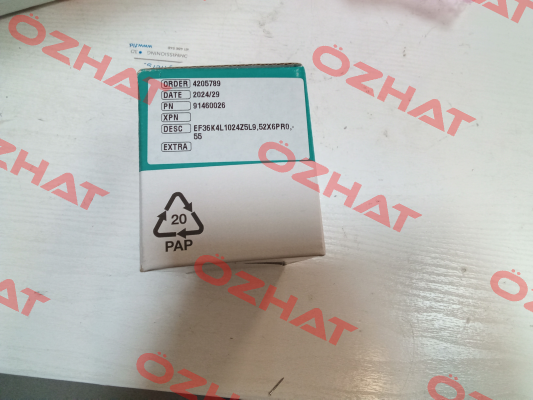 ORDER 4205789
DATE 2024/29
PN 91460026
XPN
DESC EF36K4L1024Z5L9,52X6PR0,-
55
EXTRA
20
PAP
ÖZHAT
ÖZHAT
ÖZHAT
ÖZHAT
ÖZHAT
ÖZHAT
ÖZHAT
ÖZHAT